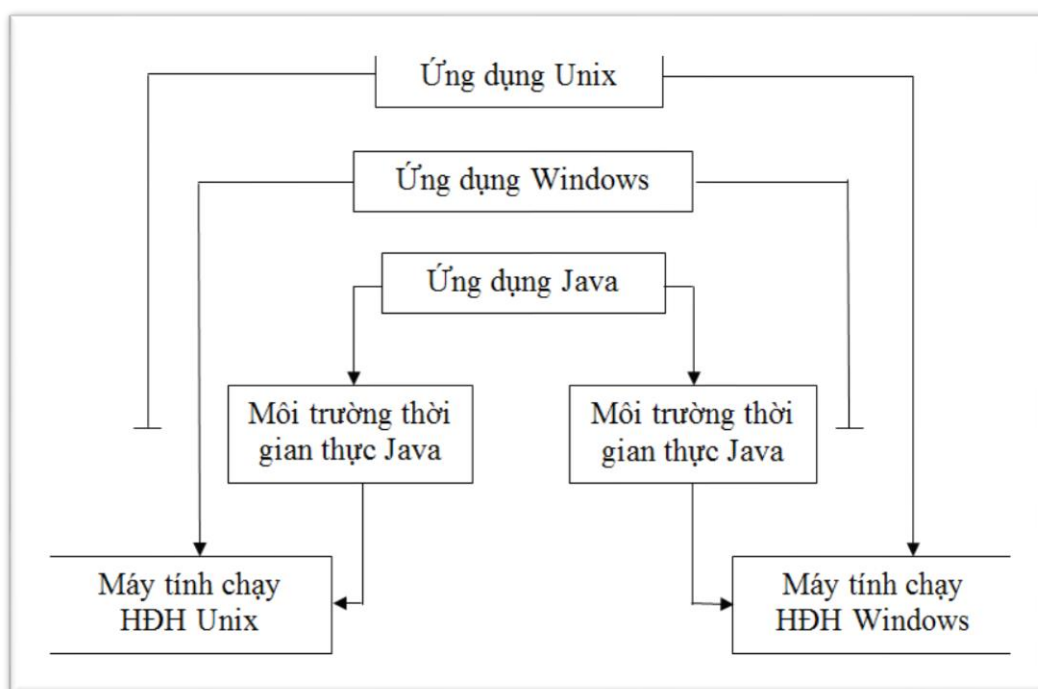 Ứng dụng Unix
Ứng dụng Windows
Ứng dụng Java
Môi trường thời
gian thực Java
Môi trường thời
gian thực Java
Máy tính chạy
HĐH Unix
Máy tính chạy
HĐH Windows